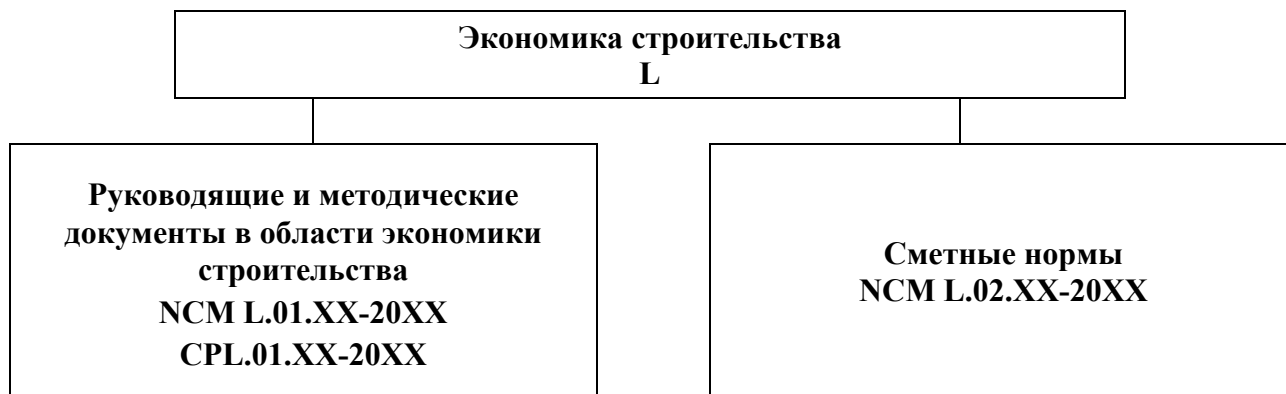 Экономика строительства
L
Руководящие и методические
документы в области экономики
строительства
NCM L.01.XX-20XX
CPL.01.XX-20XX
Сметные нормы
NCM L.02.XX-20XX